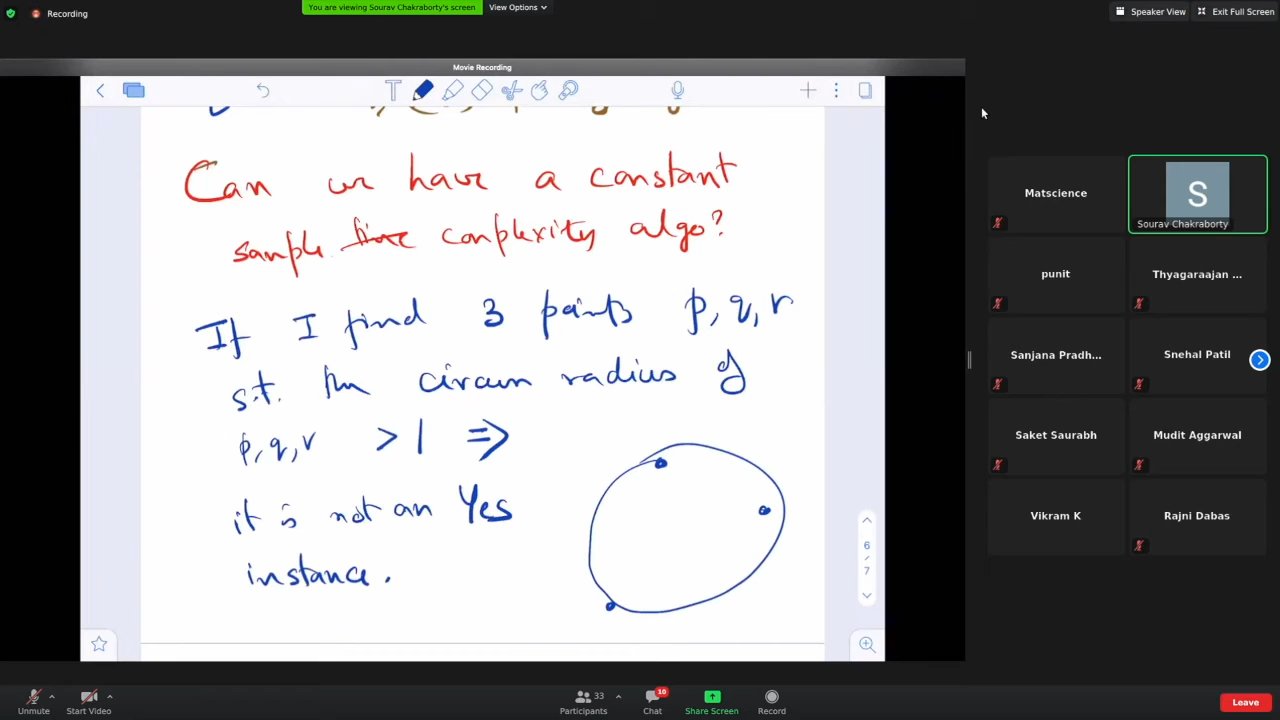 Recording
You are viewing Sourav Chakraborty's screen
View Options
Speaker View
Exit Full Screen
Movie Recording
Can we have a constant
sample time complexity algo?
If I find 3 points p, q, r
s.t. the circum radius of
p, q, r > 1 ⇒
it is not an Yes
instance.
6
/
7
Matscience
S
Sourav Chakraborty
punit
Thyagaraajan ...
Sanjana Pradh...
Snehal Patil
Saket Saurabh
Mudit Aggarwal
Vikram K
Rajni Dabas
Unmute
Start Video
33
Participants
10
Chat
Share Screen
Record
Leave